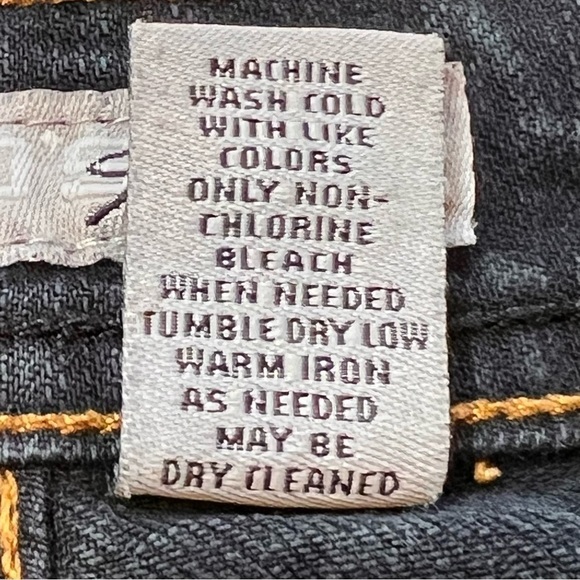 MACHINE
WASH COLD
WITH LIKE
COLORS
ONLY NON-
CHLORINE
BLEACH
WHEN NEEDED
TUMBLE DRY LOW
WARM IRON
AS NEEDED
MAY BE
DRY CLEANED